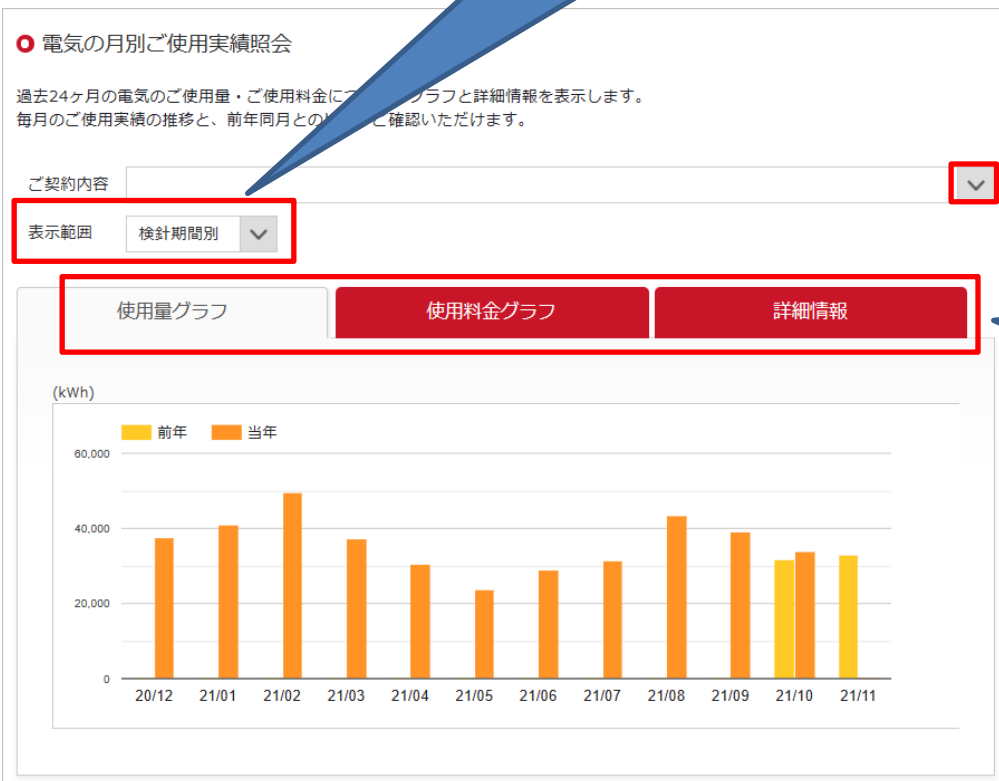 電気の月別ご使用実績照会
過去24ヶ月の電気のご使用量・ご使用料金に グラフと詳細情報を表示します。
毎月のご使用実績の推移と、前年同月との ご確認いただけます。
ご契約内容
表示範囲 検針期間別
使用量グラフ 使用料金グラフ 詳細情報
(kWh)
前年 当年
60,000
40,000
20,000
0
20/12 21/01 21/02 21/03 21/04 21/05 21/06 21/07 21/08 21/09 21/10 21/11